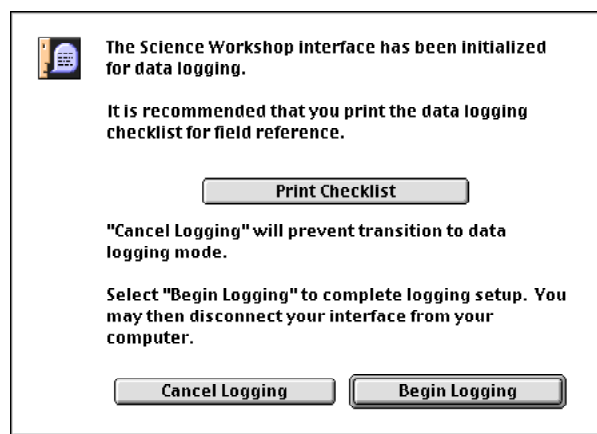 The Science Workshop interface has been initialized
for data logging.
It is recommended that you print the data logging
checklist for field reference.
Print Checklist
"Cancel Logging" will prevent transition to data
logging mode.
Select "Begin Logging" to complete logging setup. You
may then disconnect your interface from your
computer.
Cancel Logging
Begin Logging